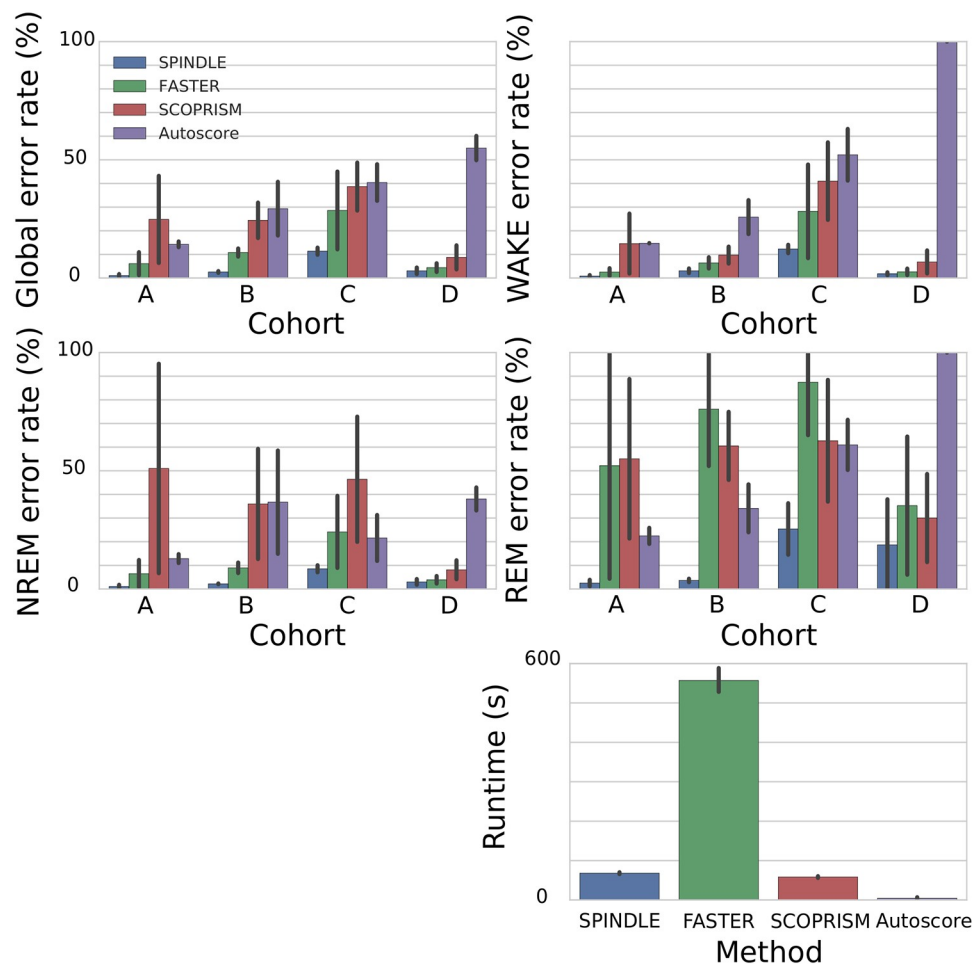 Global error rate (%)
100
50
0
SPINDLE
FASTER
SCOPRISM
Autoscore
A B C D
Cohort
WAKE error rate (%)
A B C D
Cohort
NREM error rate (%)
100
50
0
A B C D
Cohort
REM error rate (%)
A B C D
Cohort
Runtime (s)
600
0
SPINDLE FASTER SCOPRISM Autoscore
Method